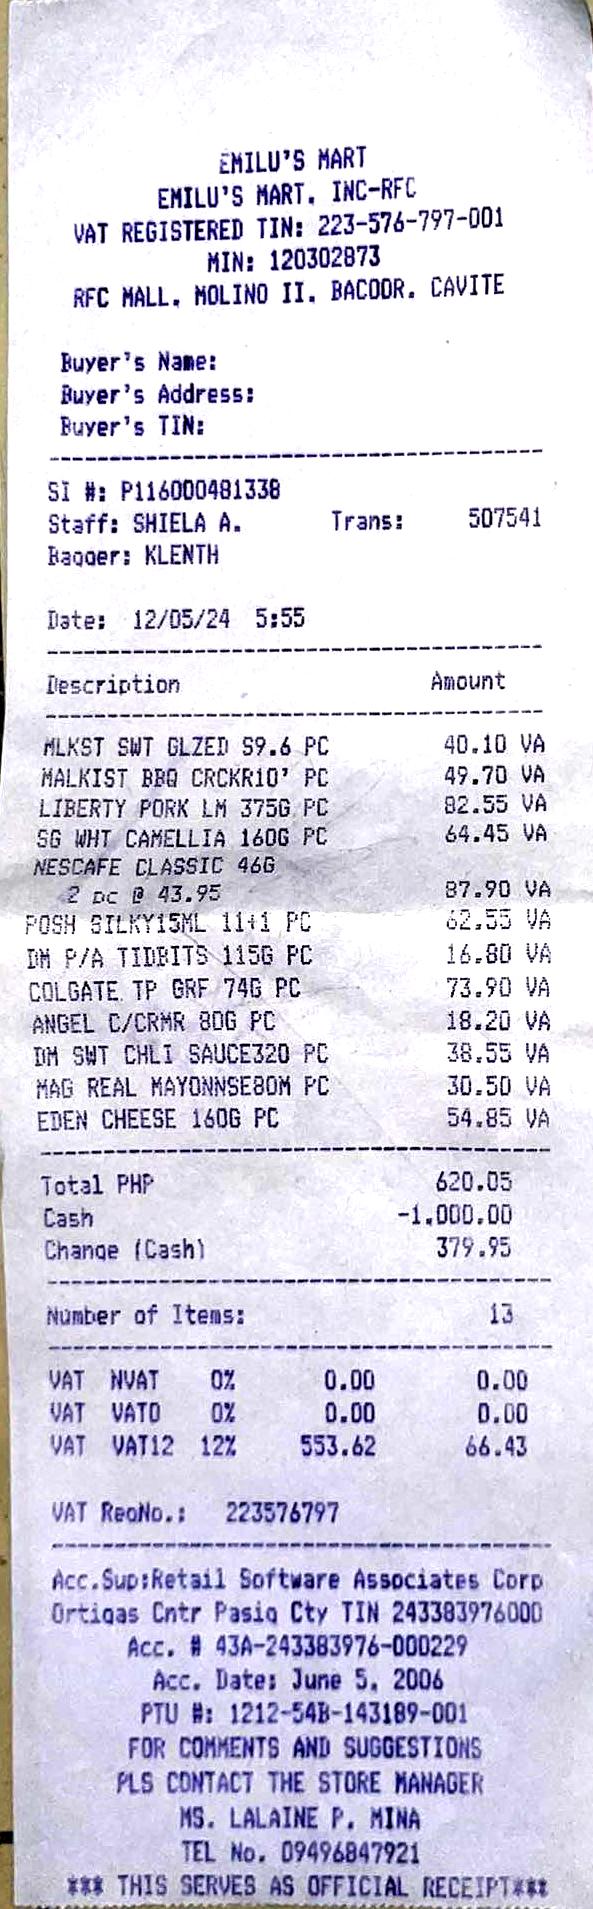 EMILU'S MART
EMILU'S MART. INC-RFC
VAT REGISTERED TIN: 223-576-797-001
MIN: 120302873
RFC MALL. MOLINO II. BACOOR. CAVITE
Buyer's Name:
Buyer's Address:
Buyer's TIN:
SI #: P116000481338
Staff: SHIELA A. Trans: 507541
Bagger: KLENTH
Date: 12/05/24 5:55
Description Amount
MLKST SWT GLZED S9.6 PC 40.10 VA
MALKIST BBQ CRCKR10' PC 49.70 VA
LIBERTY PORK LM 375G PC 82.55 VA
SG WHT CAMELLIA 160G PC 64.45 VA
NESCAFE CLASSIC 46G
2 pc @ 43.95 87.90 VA
POSH SILKY15ML 11+1 PC 62.55 VA
DM P/A TIDBITS 115G PC 16.80 VA
COLGATE TP GRF 74G PC 73.90 VA
ANGEL C/CRMR 80G PC 18.20 VA
DM SWT CHLI SAUCE320 PC 38.55 VA
MAG REAL MAYONNSE80M PC 30.50 VA
EDEN CHEESE 160G PC 54.85 VA
Total PHP 620.05
Cash -1,000.00
Change (Cash) 379.95
Number of Items: 13
VAT NVAT 0% 0.00 0.00
VAT VAT0 0% 0.00 0.00
VAT VAT12 12% 553.62 66.43
VAT RegNo.: 223576797
Acc.Sup:Retail Software Associates Corp
Ortigas Cntr Pasig Cty TIN 243383976000
Acc. # 43A-243383976-000229
Acc. Date: June 5, 2006
PTU #: 1212-54B-143189-001
FOR COMMENTS AND SUGGESTIONS
PLS CONTACT THE STORE MANAGER
MS. LALAINE P. MINA
TEL No. 09496847921
*** THIS SERVES AS OFFICIAL RECEIPT***